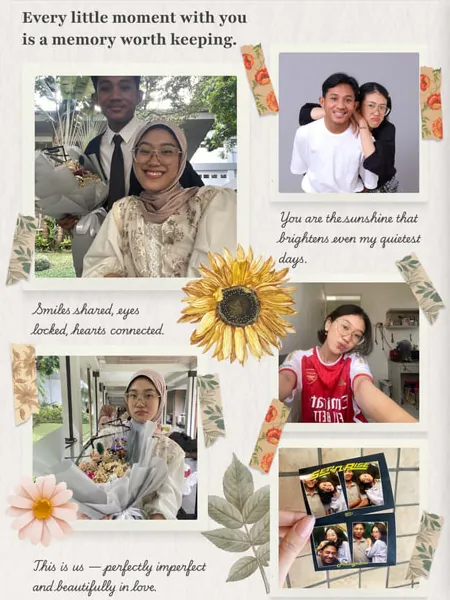 Every little moment with you
is a memory worth keeping.
You are the sunshine that
brightens even my quietest
days.
Smiles shared, eyes
locked, hearts connected.
This is us — perfectly imperfect
and beautifully in love.